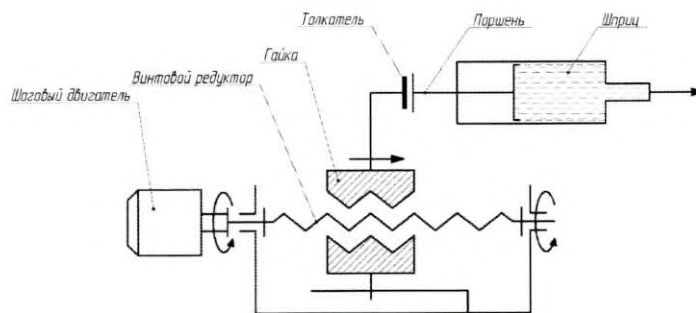 Толкатель
Поршень
Шприц
Гайка
Винтовой редуктор
Шаговый двигатель